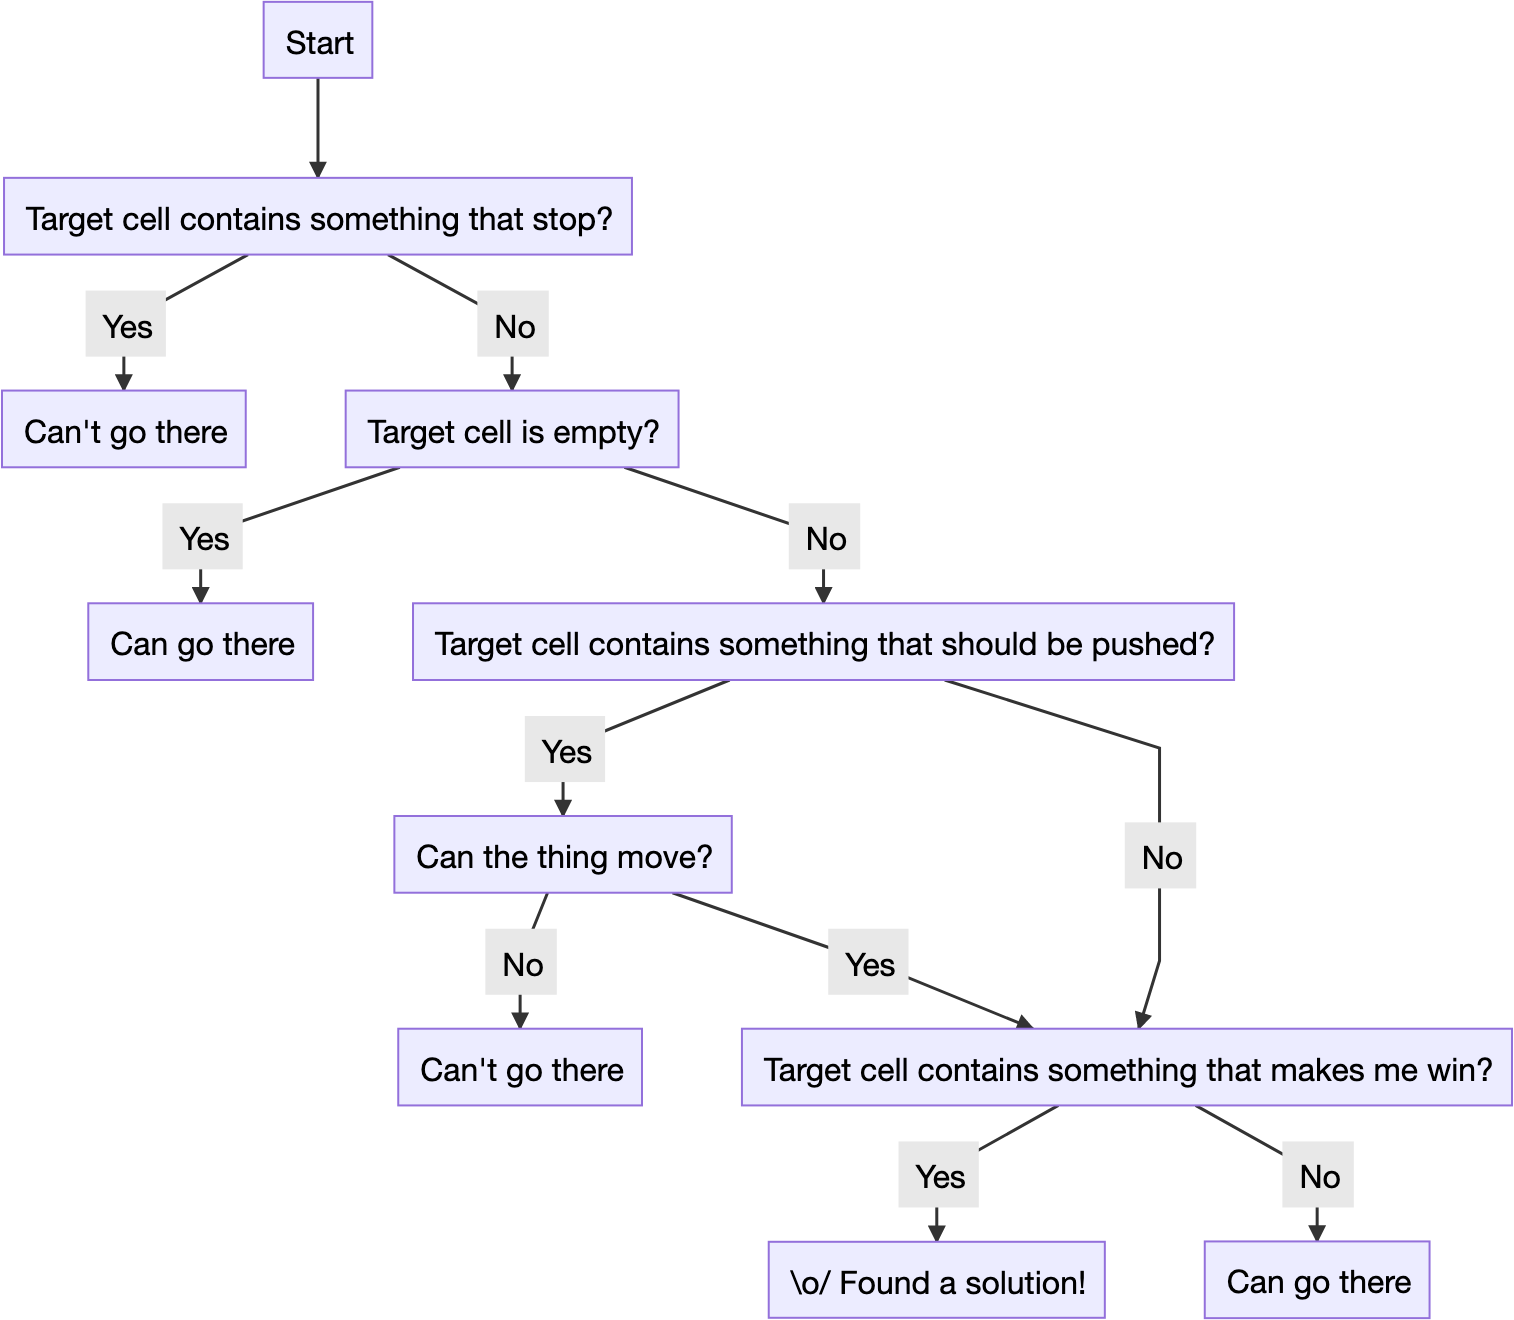 Start
Target cell contains something that stop?
Yes
No
Can't go there
Target cell is empty?
Yes
No
Can go there
Target cell contains something that should be pushed?
Yes
Can the thing move?
No
No
Yes
Can't go there
Target cell contains something that makes me win?
Yes
No
\o/ Found a solution!
Can go there